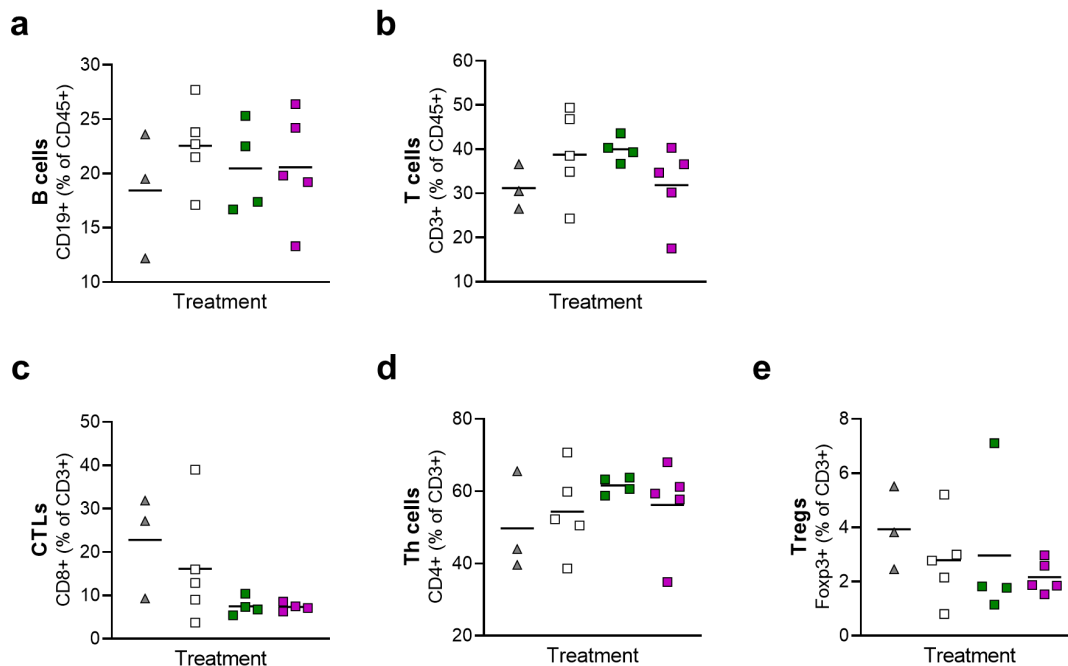 a
B cells
CD19+ (% of CD45+)
30
25
20
15
10
Treatment
b
T cells
CD3+ (% of CD45+)
60
50
40
30
20
10
Treatment
c
CTLs
CD8+ (% of CD3+)
50
40
30
20
10
0
Treatment
d
Th cells
CD4+ (% of CD3+)
80
60
40
20
Treatment
e
Tregs
Foxp3+ (% of CD3+)
8
6
4
2
0
Treatment